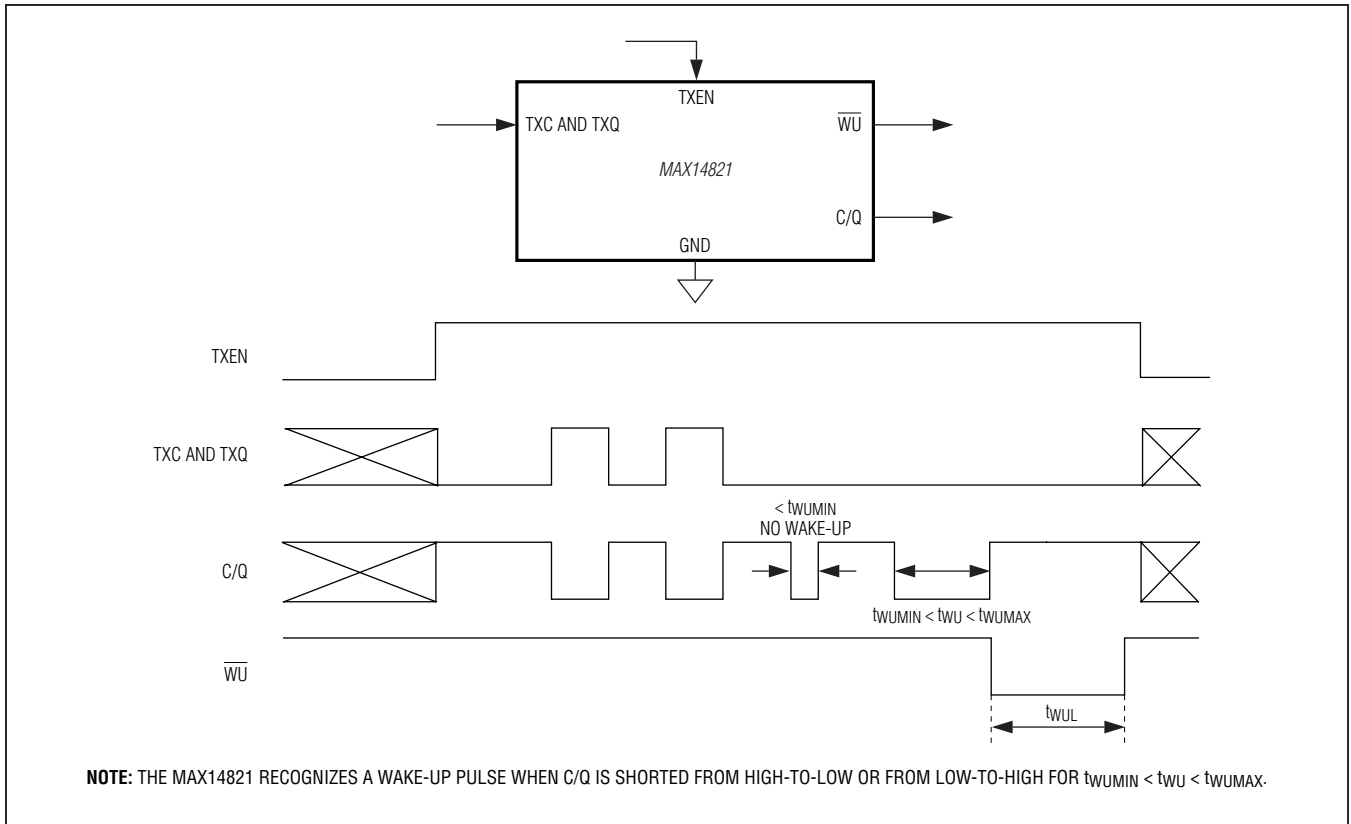 TXEN
TXC AND TXQ
WU
MAX14821
C/Q
GND
TXEN
TXC AND TXQ
< tWUMIN
NO WAKE-UP
C/Q
tWUMIN < tWU < tWUMAX
WU
tWUL
NOTE: THE MAX14821 RECOGNIZES A WAKE-UP PULSE WHEN C/Q IS SHORTED FROM HIGH-TO-LOW OR FROM LOW-TO-HIGH FOR tWUMIN < tWU < tWUMAX.